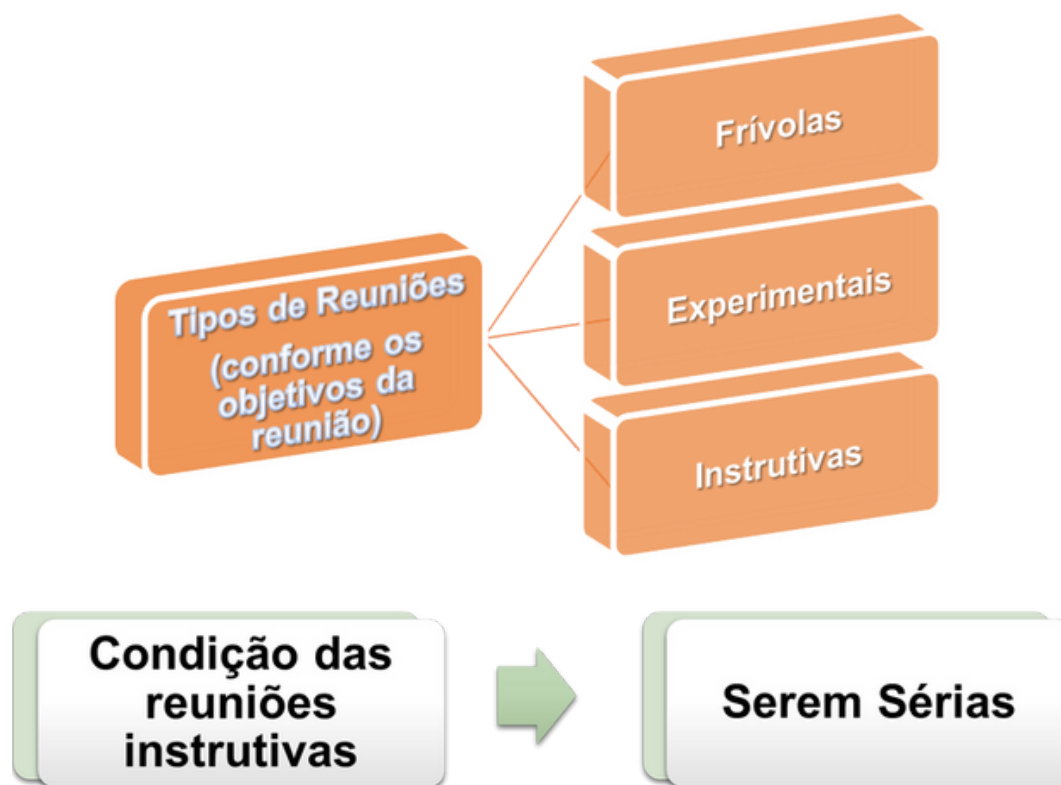 Frívolas
Tipos de Reuniões
(conforme os
objetivos da
reunião)
Experimentais
Instrutivas
Condição das
reuniões
instrutivas
Serem Sérias